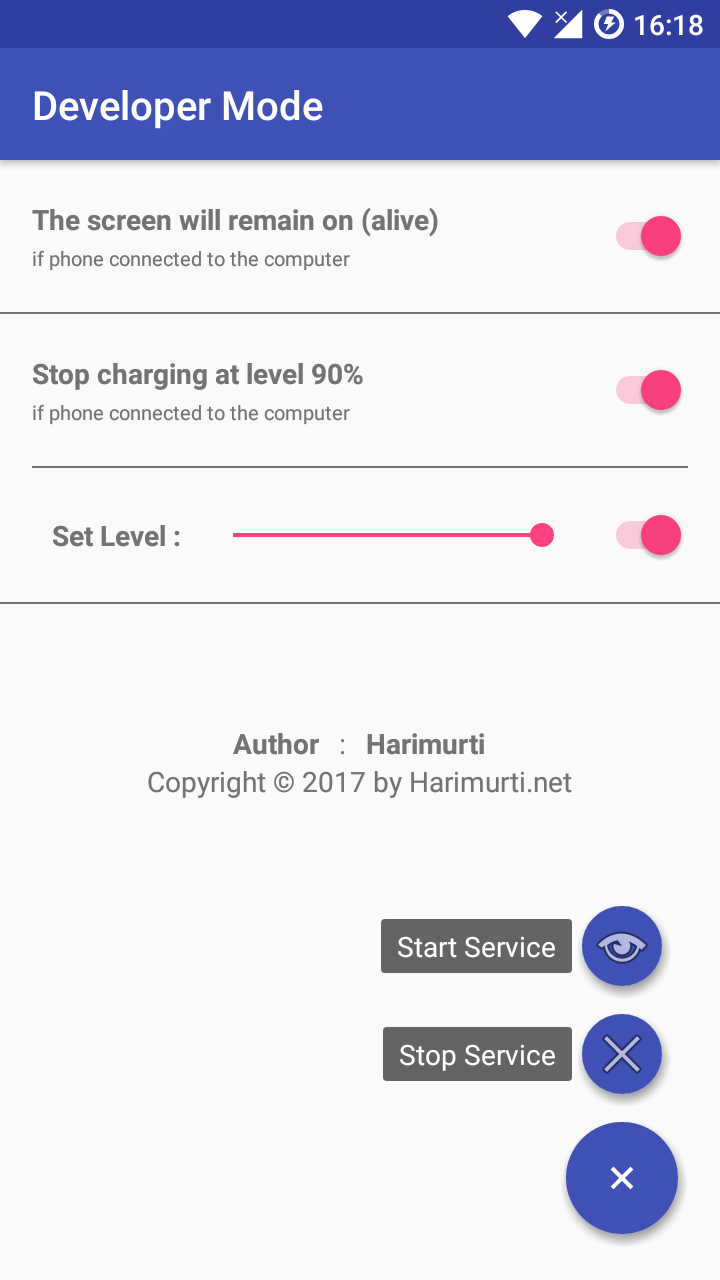 16:18
Developer Mode
The screen will remain on (alive)
if phone connected to the computer
Stop charging at level 90%
if phone connected to the computer
Set Level :
Author : Harimurti
Copyright © 2017 by Harimurti.net
Start Service
Stop Service